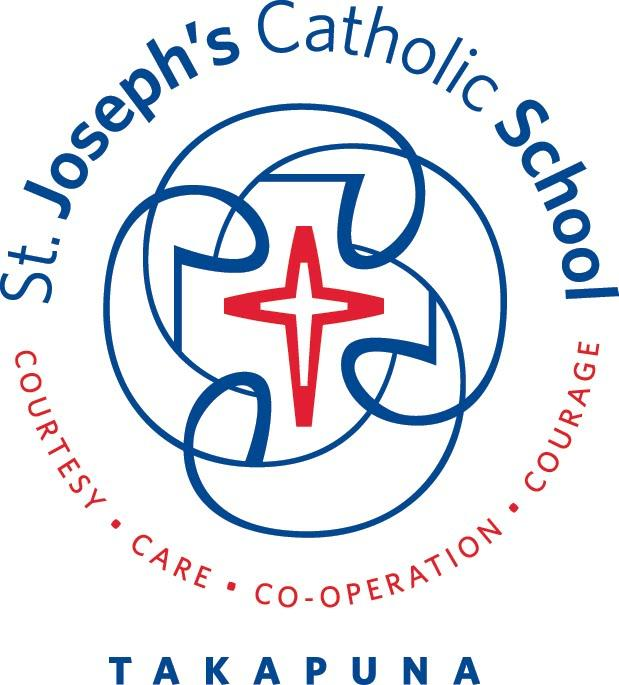 St. Joseph's Catholic School
COURTESY • CARE • CO-OPERATION • COURAGE
TAKAPUNA